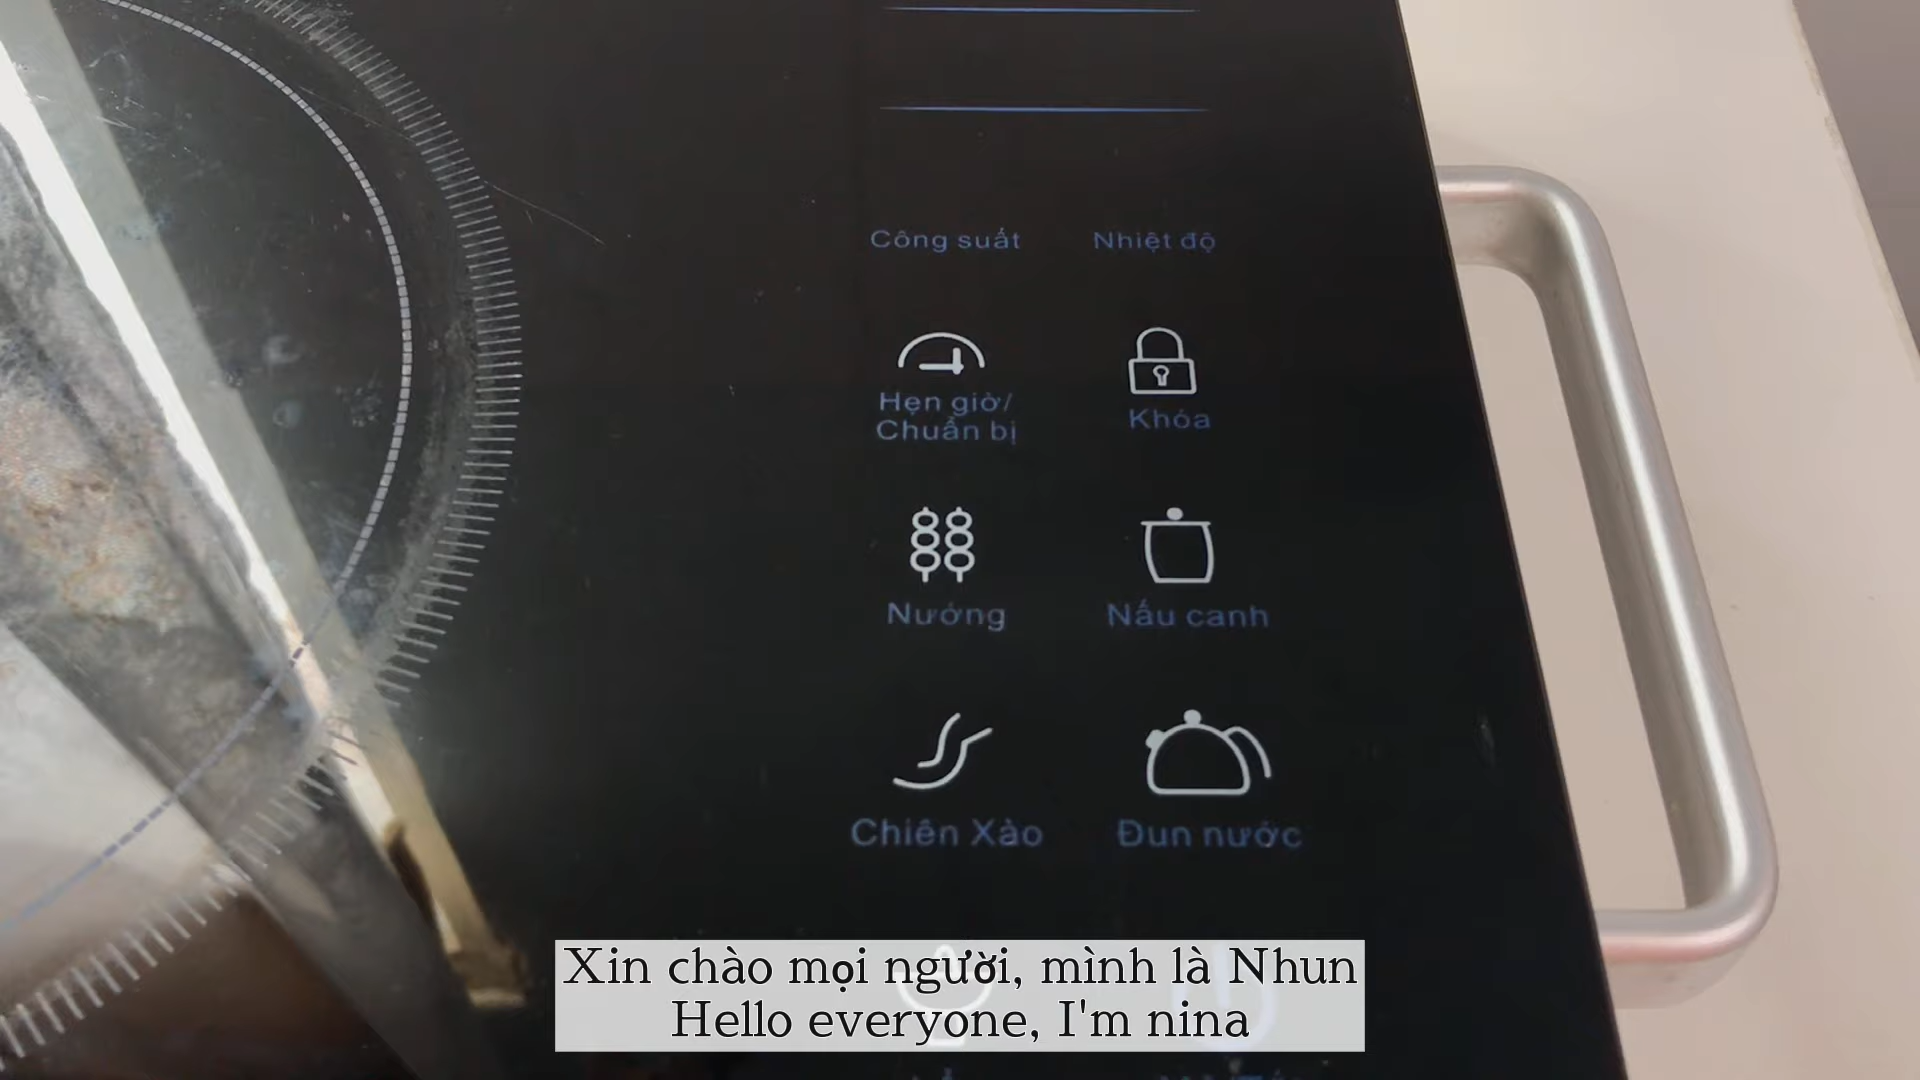 Công suất
Nhiệt độ
Hẹn giờ/
Chuẩn bị
Khóa
Nướng
Nấu canh
Chiên Xào
Đun nước
Xin chào mọi người, mình là Nhun
Hello everyone, I'm nina